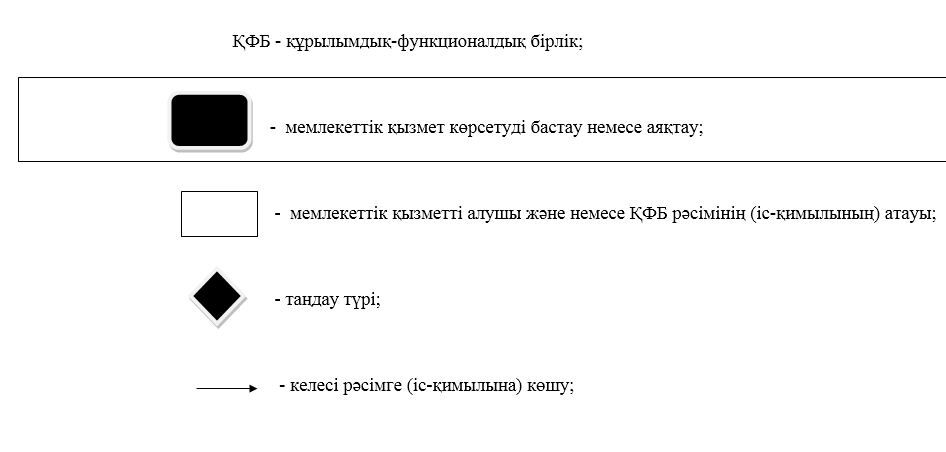 ҚФБ - құрылымдық-функционалдық бірлік;
- мемлекеттік қызмет көрсетуді бастау немесе аяқтау;
- мемлекеттік қызметті алушы және немесе ҚФБ рәсімінің (іс-қимылының) атауы;
- таңдау түрі;
- келесі рәсімге (іс-қимылына) көшу;